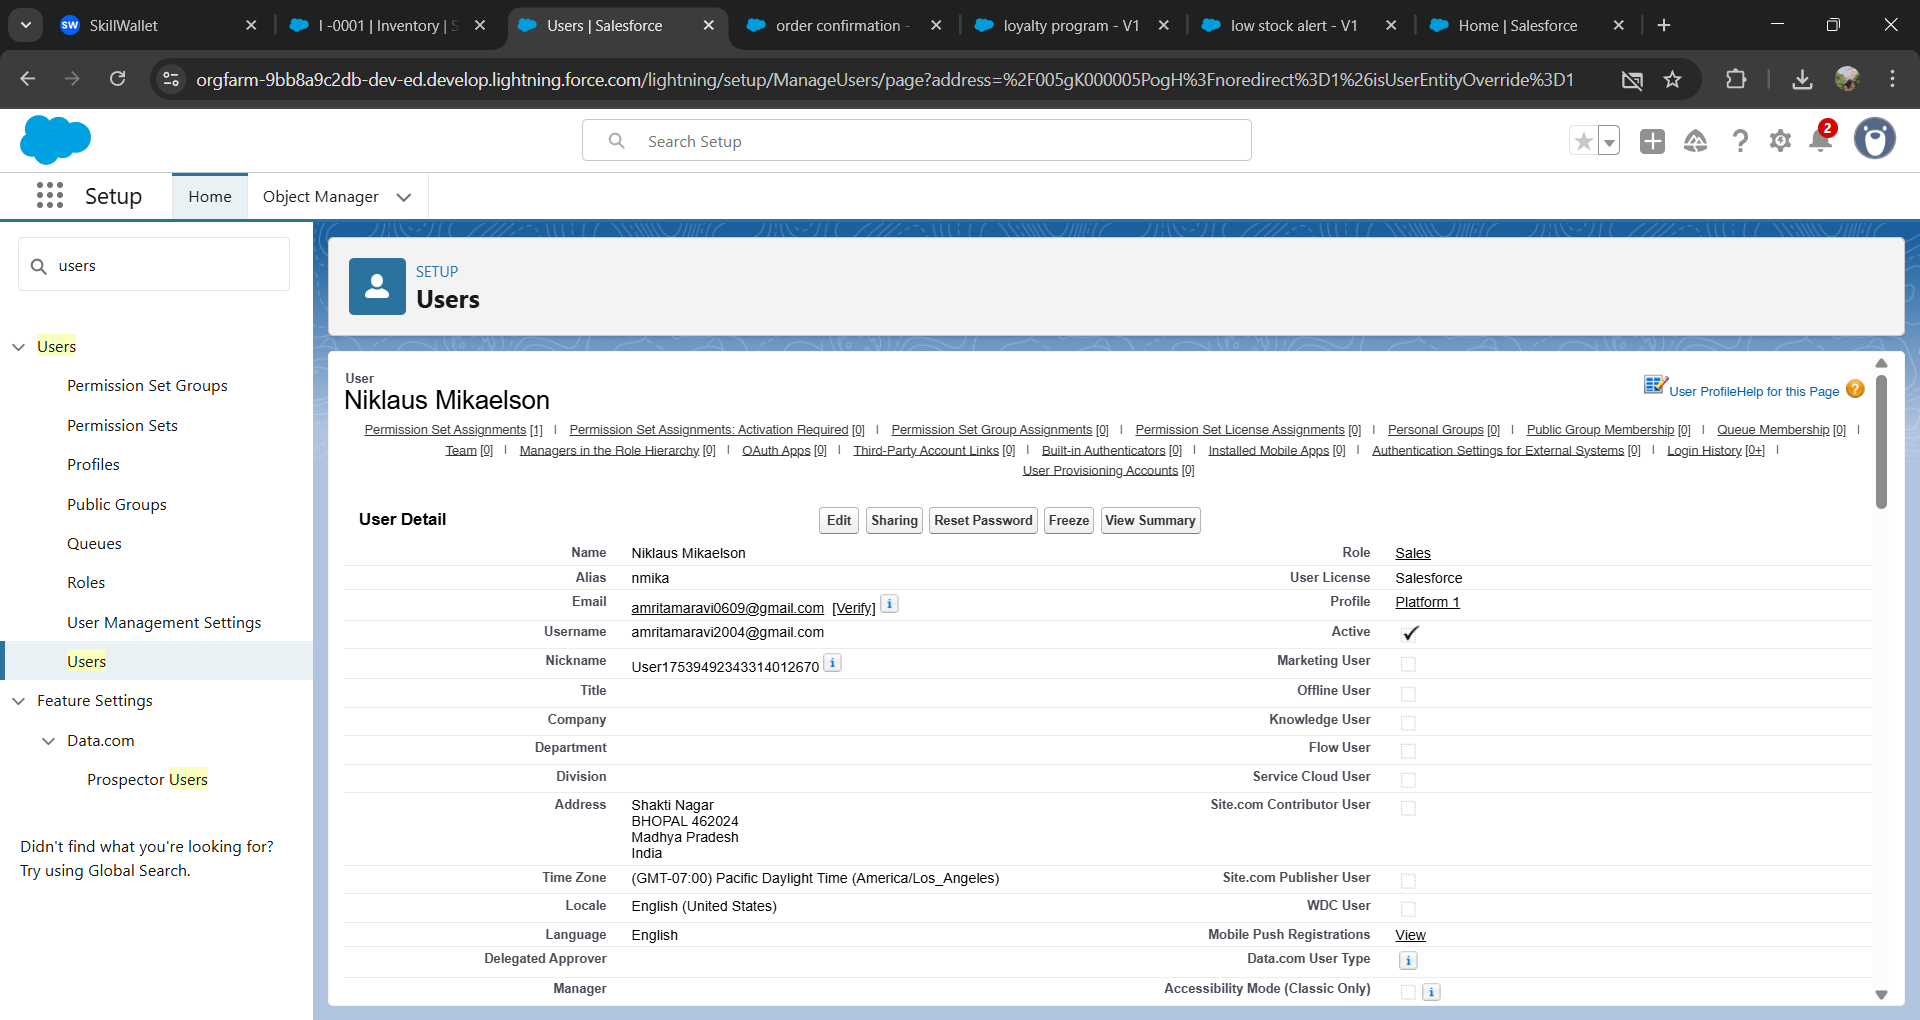 SW SkillWallet
I -0001 | Inventory | S
Users | Salesforce
order confirmation -
loyalty program - V1
low stock alert - V1
Home | Salesforce
orgfarm-9bb8a9c2db-dev-ed.develop.lightning.force.com/lightning/setup/ManageUsers/page?address=%2F005gK000005PogH%3Fnoredirect%3D1%26isUserEntityOverride%3D1
Search Setup
2
Setup
Home
Object Manager
users
Users
Permission Set Groups
Permission Sets
Profiles
Public Groups
Queues
Roles
User Management Settings
Users
Feature Settings
Data.com
Prospector Users
Didn't find what you're looking for?
Try using Global Search.
SETUP
Users
User
Niklaus Mikaelson
User Profile Help for this Page ?
Permission Set Assignments [1] | Permission Set Assignments: Activation Required [0] | Permission Set Group Assignments [0] | Permission Set License Assignments [0] | Personal Groups [0] | Public Group Membership [0] | Queue Membership [0] |
Team [0] | Managers in the Role Hierarchy [0] | OAuth Apps [0] | Third-Party Account Links [0] | Built-in Authenticators [0] | Installed Mobile Apps [0] | Authentication Settings for External Systems [0] | Login History [0+] |
User Provisioning Accounts [0]
User Detail
Edit Sharing Reset Password Freeze View Summary
Name Niklaus Mikaelson Role Sales
Alias nmika User License Salesforce
Email amritamaravi0609@gmail.com [Verify] i Profile Platform 1
Username amritamaravi2004@gmail.com Active ✓
Nickname User17539492343314012670 i Marketing User
Title Offline User
Company Knowledge User
Department Flow User
Division Service Cloud User
Address Shakti Nagar Site.com Contributor User
BHOPAL 462024
Madhya Pradesh
India
Time Zone (GMT-07:00) Pacific Daylight Time (America/Los_Angeles) Site.com Publisher User
Locale English (United States) WDC User
Language English Mobile Push Registrations View
Delegated Approver Data.com User Type i
Manager Accessibility Mode (Classic Only) i